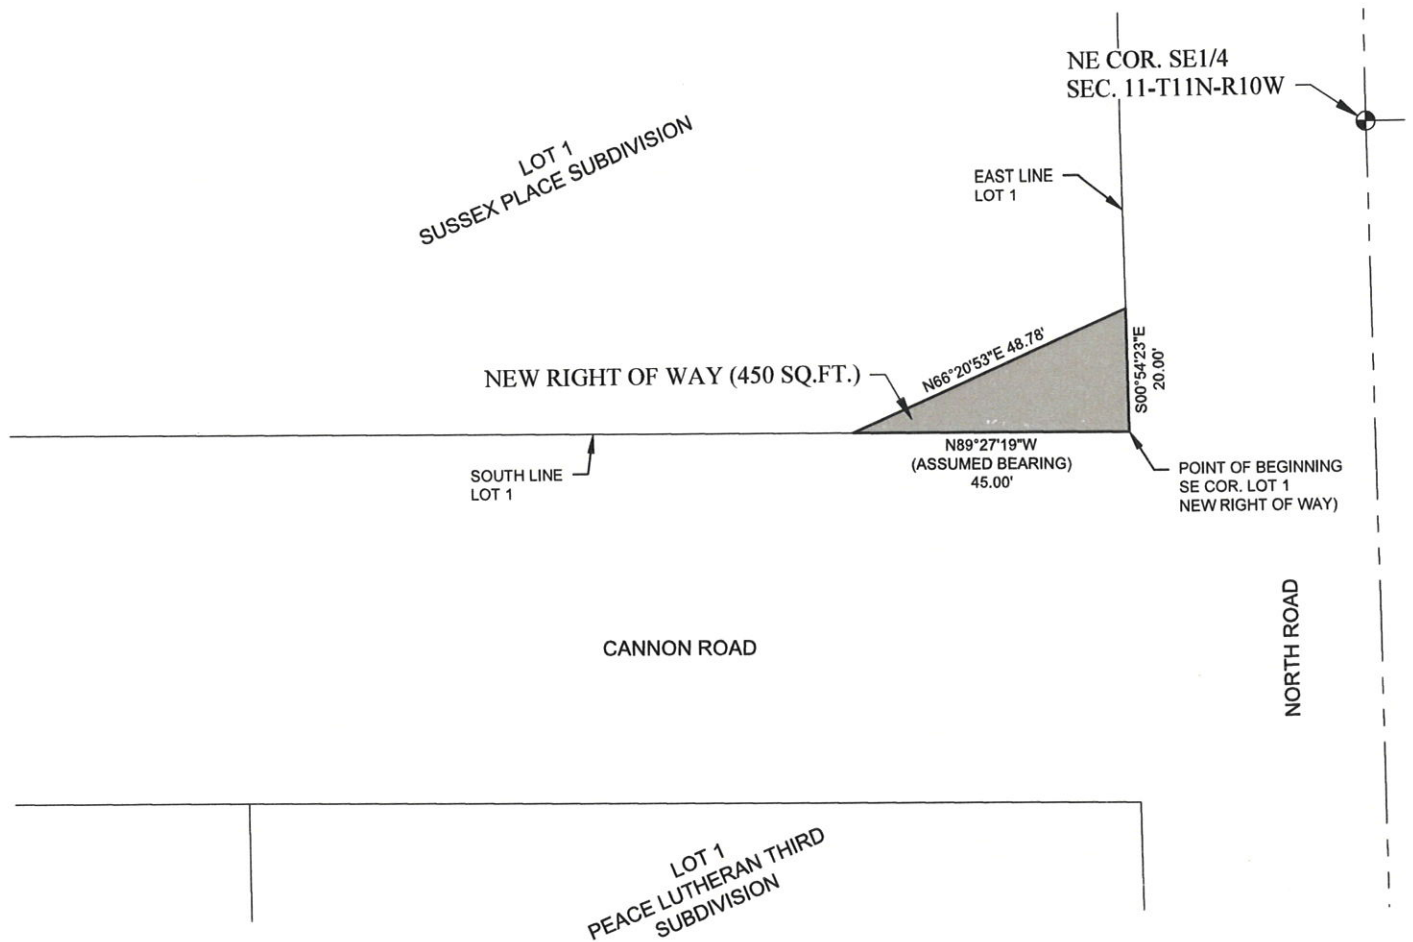 NE COR. SE1/4
SEC. 11-T11N-R10W
LOT 1
SUSSEX PLACE SUBDIVISION
EAST LINE
LOT 1
N66°20'53"E 48.78'
S00°54'23"E
20.00'
NEW RIGHT OF WAY (450 SQ.FT.)
N89°27'19"W
(ASSUMED BEARING)
45.00'
SOUTH LINE
LOT 1
POINT OF BEGINNING
SE COR. LOT 1
NEW RIGHT OF WAY)
CANNON ROAD
NORTH ROAD
LOT 1
PEACE LUTHERAN THIRD
SUBDIVISION